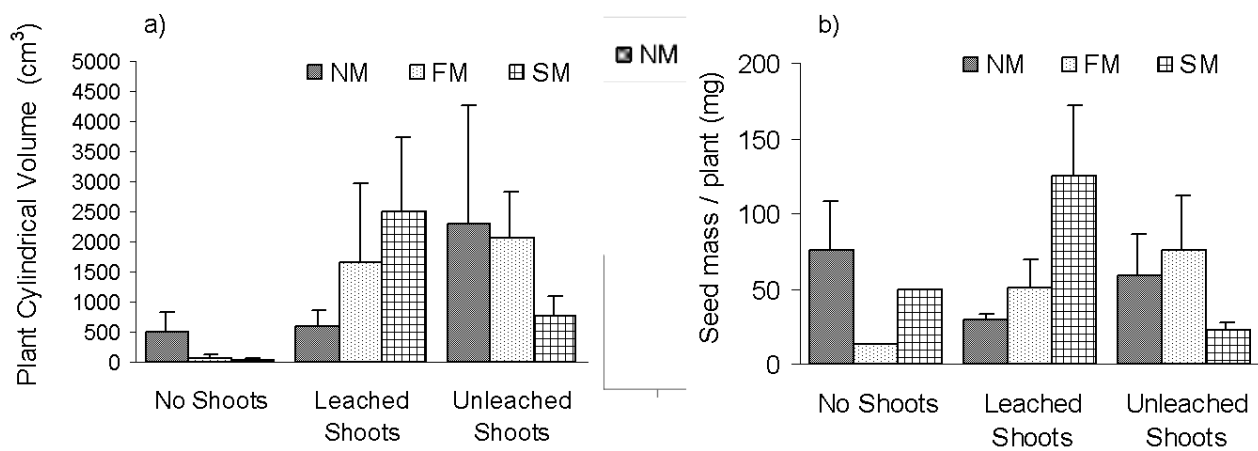 a)
Plant Cylindrical Volume (cm³)
5000
4500
4000
3500
3000
2500
2000
1500
1000
500
0
NM FM SM
No Shoots
Leached
Shoots
Unleached
Shoots
NM
b)
Seed mass / plant (mg)
200
150
100
50
0
NM FM SM
No Shoots
Leached
Shoots
Unleached
Shoots